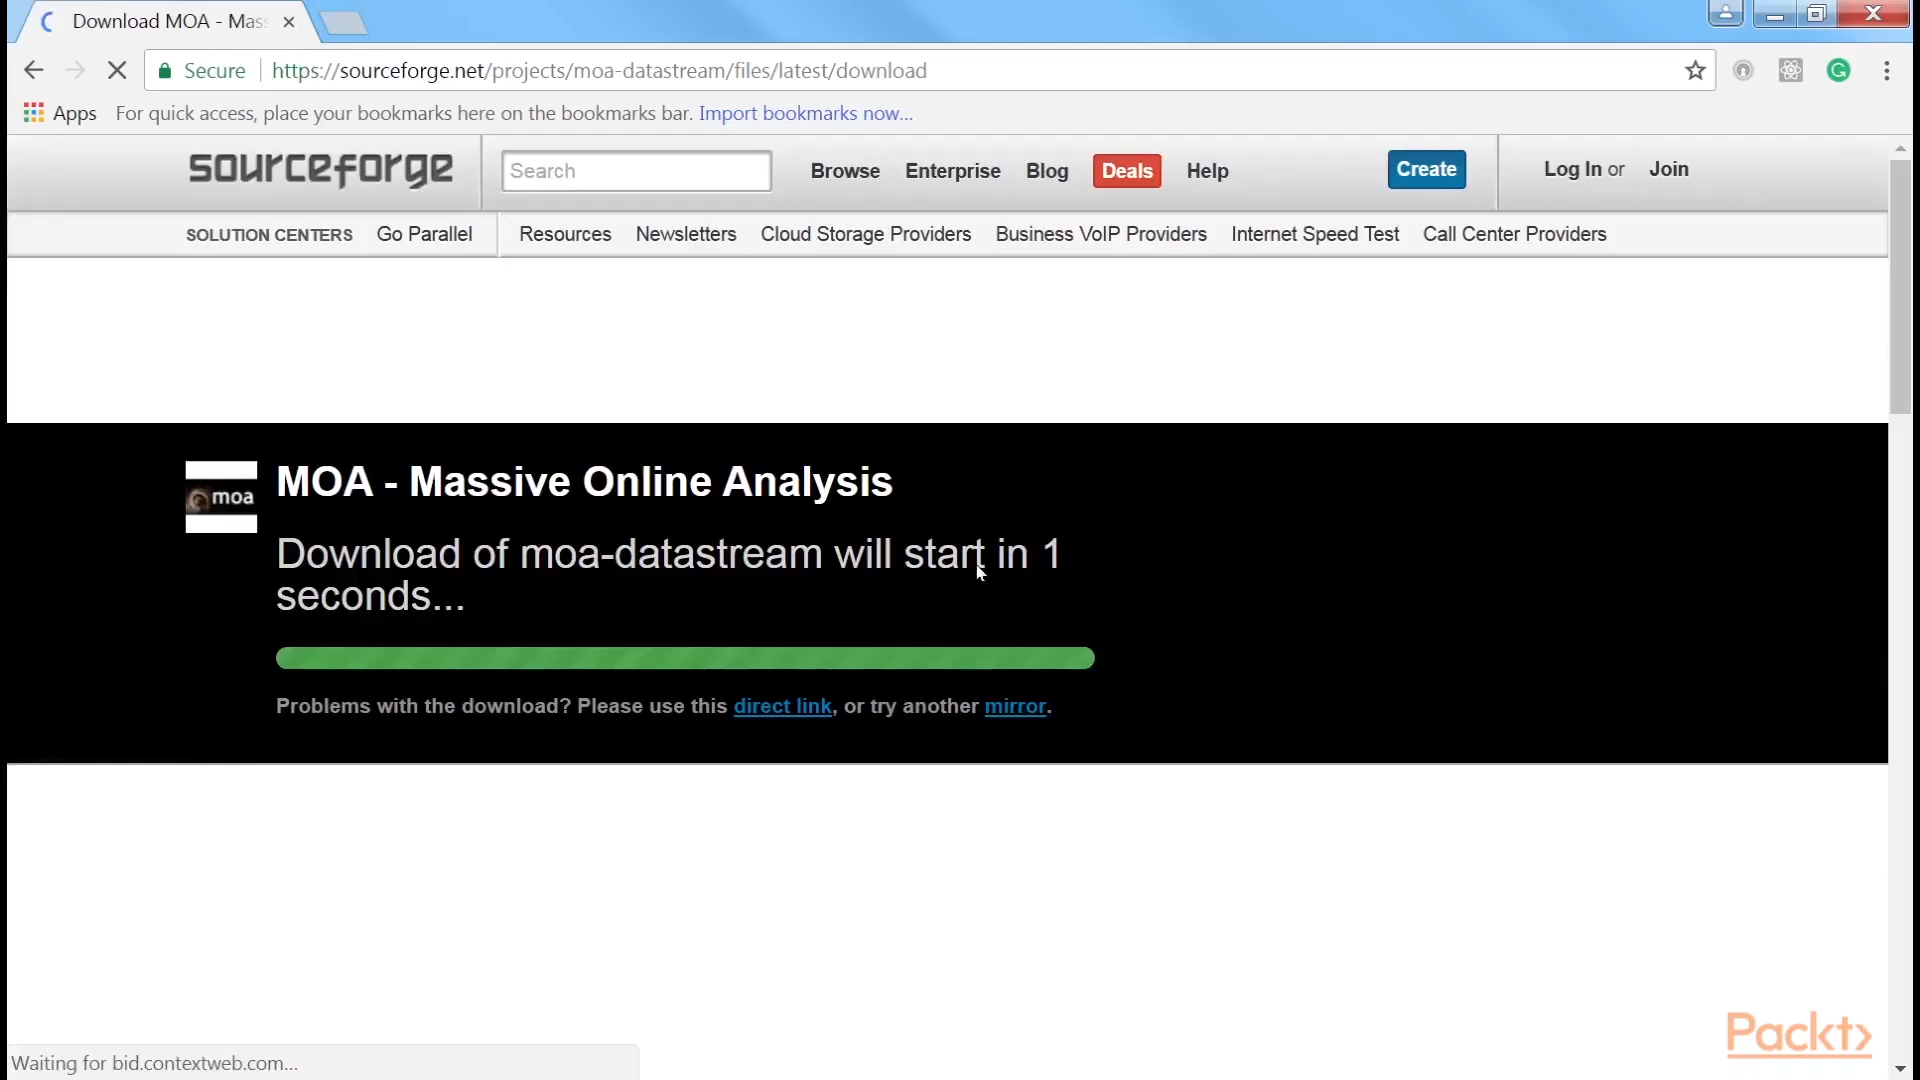 Download MOA - Mas
Secure https://sourceforge.net/projects/moa-datastream/files/latest/download
Apps For quick access, place your bookmarks here on the bookmarks bar. Import bookmarks now...
sourceforge Search Browse Enterprise Blog Deals Help Create Log In or Join
SOLUTION CENTERS Go Parallel Resources Newsletters Cloud Storage Providers Business VoIP Providers Internet Speed Test Call Center Providers
moa MOA - Massive Online Analysis
Download of moa-datastream will start in 1
seconds...
Problems with the download? Please use this direct link, or try another mirror.
Packt>
Waiting for bid.contextweb.com...